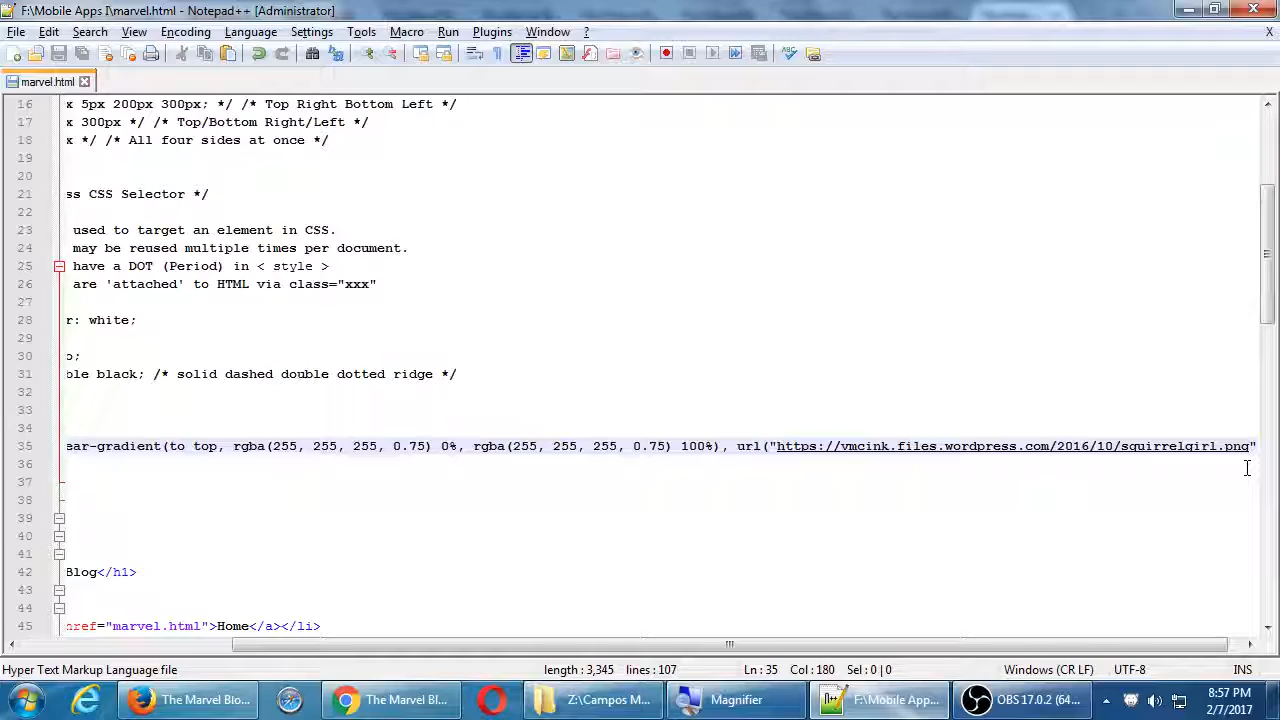 F:\Mobile Apps I\marvel.html - Notepad++ [Administrator]
File Edit Search View Encoding Language Settings Tools Macro Run Plugins Window ? X
marvel.html
16 x 5px 200px 300px; */ /* Top Right Bottom Left */
17 x 300px */ /* Top/Bottom Right/Left */
18 x */ /* All four sides at once */
19
20
21 ss CSS Selector */
22
23 used to target an element in CSS.
24 may be reused multiple times per document.
25 have a DOT (Period) in < style >
26 are 'attached' to HTML via class="xxx"
27
28 r: white;
29
30 o;
31 ble black; /* solid dashed double dotted ridge */
32
33
34
35 ear-gradient(to top, rgba(255, 255, 255, 0.75) 0%, rgba(255, 255, 255, 0.75) 100%), url("https://vmcink.files.wordpress.com/2016/10/squirrelgirl.png"
36
37
38
39
40
41
42 Blog</h1>
43
44
45 href="marvel.html">Home</a></li>
Hyper Text Markup Language file length : 3,345 lines : 107 Ln : 35 Col : 180 Sel : 0 | 0 Windows (CR LF) UTF-8 INS
The Marvel Blo... The Marvel Bl... Z:\Campos M... Magnifier F:\Mobile App... OBS 17.0.2 (64... 8:57 PM
2/7/2017